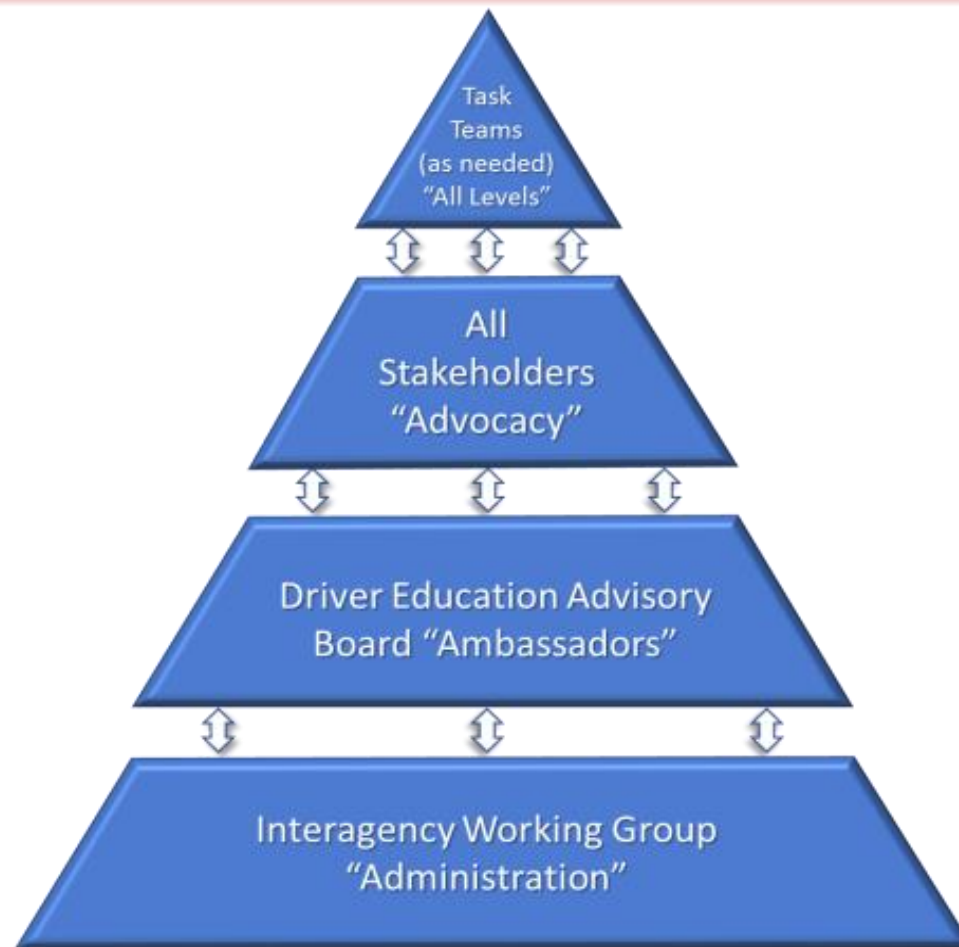 Task
Teams
(as needed)
“All Levels”
All
Stakeholders
“Advocacy”
Driver Education Advisory
Board “Ambassadors”
Interagency Working Group
“Administration”